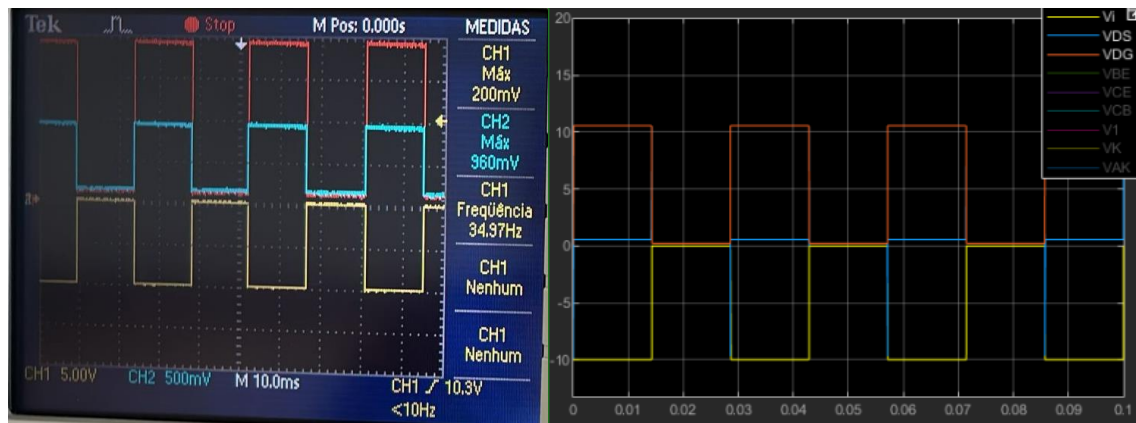 Tek
Stop
M Pos: 0.000s
MEDIDAS
CH1
Máx
200mV
CH2
Máx
960mV
CH1
Freqüência
34.97Hz
CH1
Nenhum
CH1
Nenhum
CH1 5.00V
CH2 500mV
M 10.0ms
CH1
10.3V
<10Hz
20
15
10
5
0
-5
-10
0
0.01
0.02
0.03
0.04
0.05
0.06
0.07
0.08
0.09
0.1
Vi
VDS
VDG
VBE
VCE
VCB
V1
VK
VAK